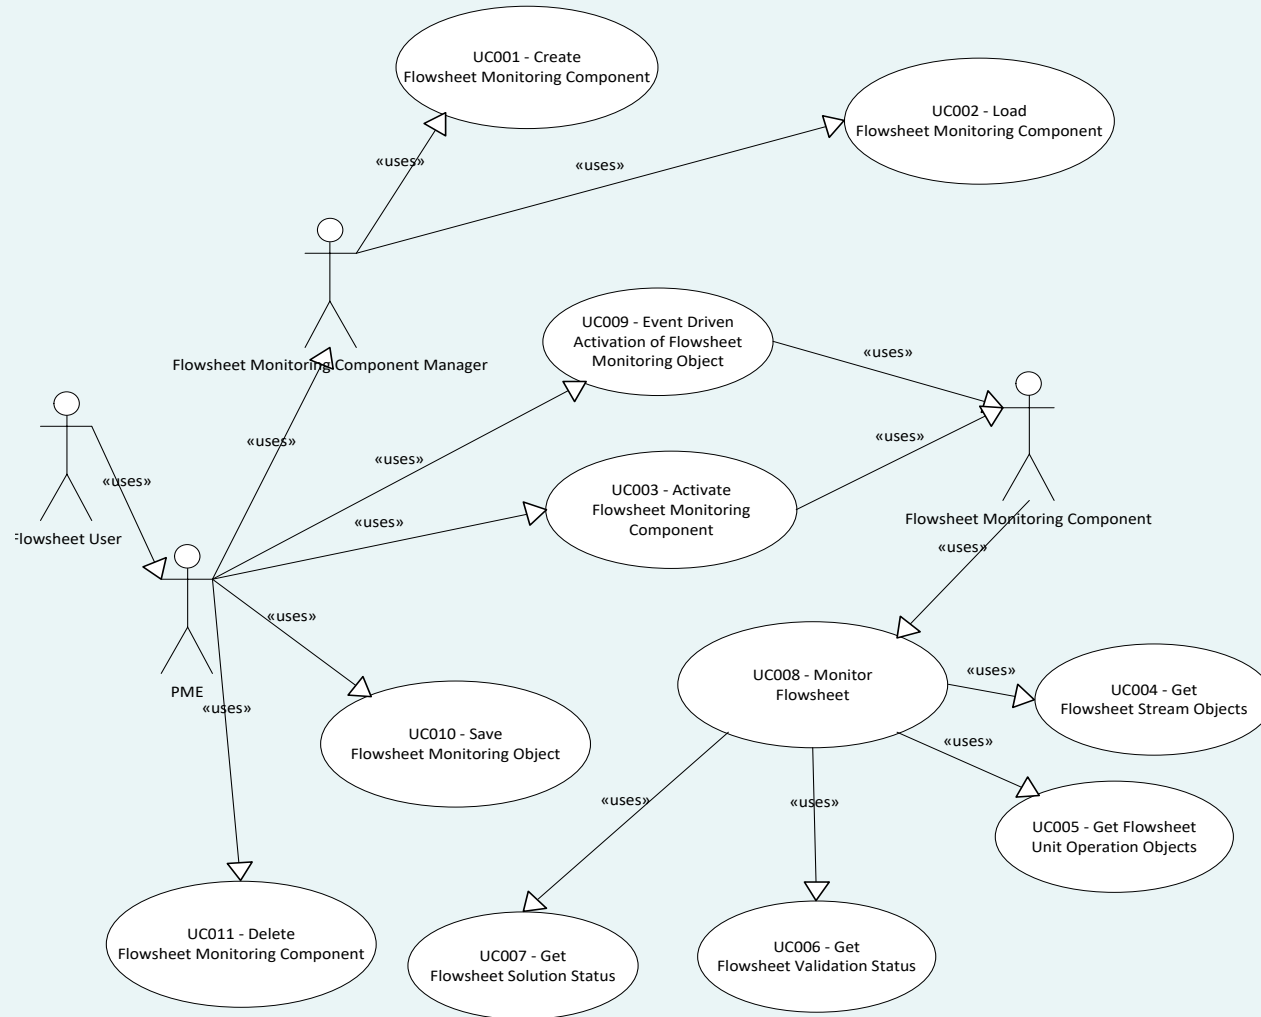 UC001 - Create
Flowsheet Monitoring Component
UC002 - Load
Flowsheet Monitoring Component
«uses»
«uses»
Flowsheet Monitoring Component Manager
UC009 - Event Driven
Activation of Flowsheet
Monitoring Object
«uses»
«uses»
«uses»
«uses»
«uses»
UC003 - Activate
Flowsheet Monitoring
Component
«uses»
Flowsheet Monitoring Component
Flowsheet User
«uses»
«uses»
PME
«uses»
UC008 - Monitor
Flowsheet
«uses»
UC004 - Get
Flowsheet Stream Objects
UC010 - Save
Flowsheet Monitoring Object
«uses»
«uses»
«uses»
UC005 - Get Flowsheet
Unit Operation Objects
UC011 - Delete
Flowsheet Monitoring Component
UC007 - Get
Flowsheet Solution Status
UC006 - Get
Flowsheet Validation Status